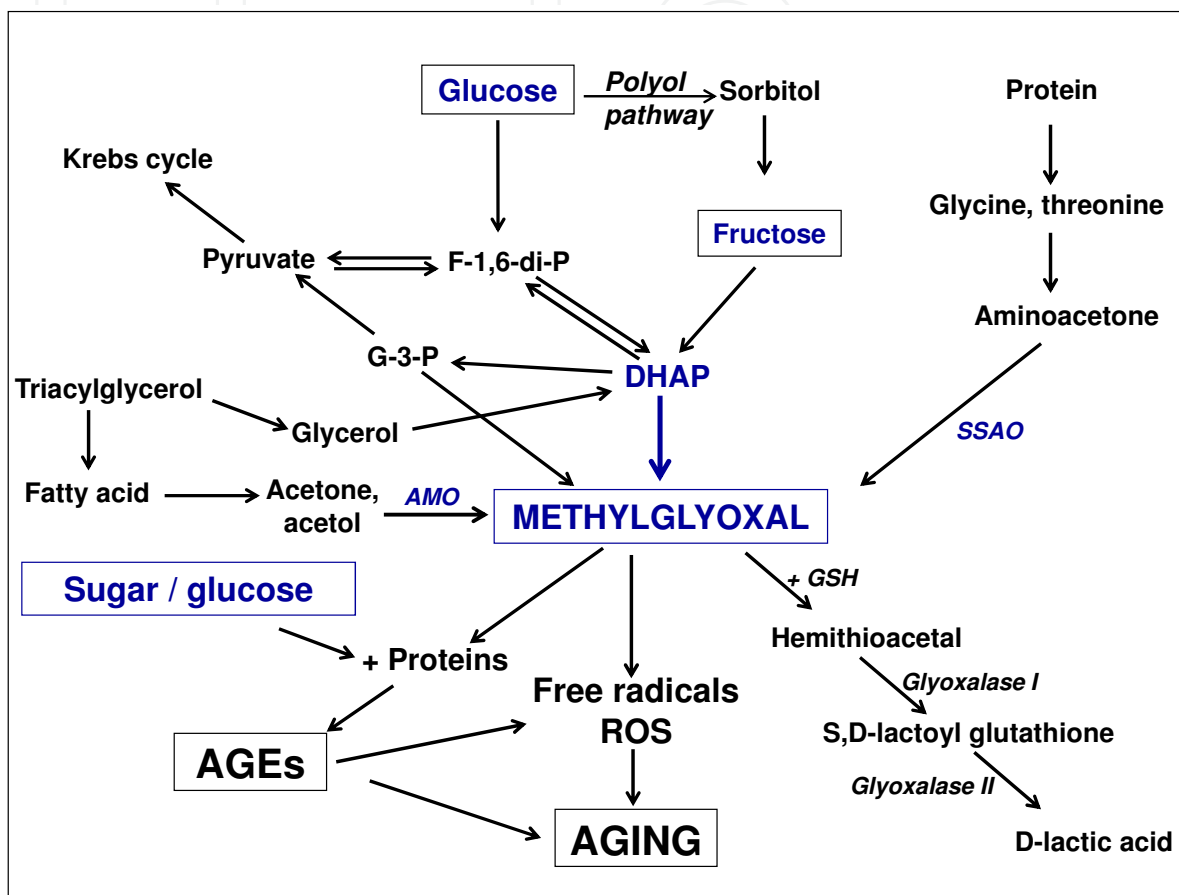 Glucose
Polyol
pathway
Sorbitol
Protein
Krebs cycle
Glycine, threonine
Fructose
Pyruvate
F-1,6-di-P
Aminoacetone
G-3-P
DHAP
Triacylglycerol
Glycerol
SSAO
Fatty acid
Acetone,
acetol
AMO
METHYLGLYOXAL
Sugar / glucose
+ GSH
Hemithioacetal
+ Proteins
Free radicals
ROS
Glyoxalase I
S,D-lactoyl glutathione
AGEs
Glyoxalase II
AGING
D-lactic acid